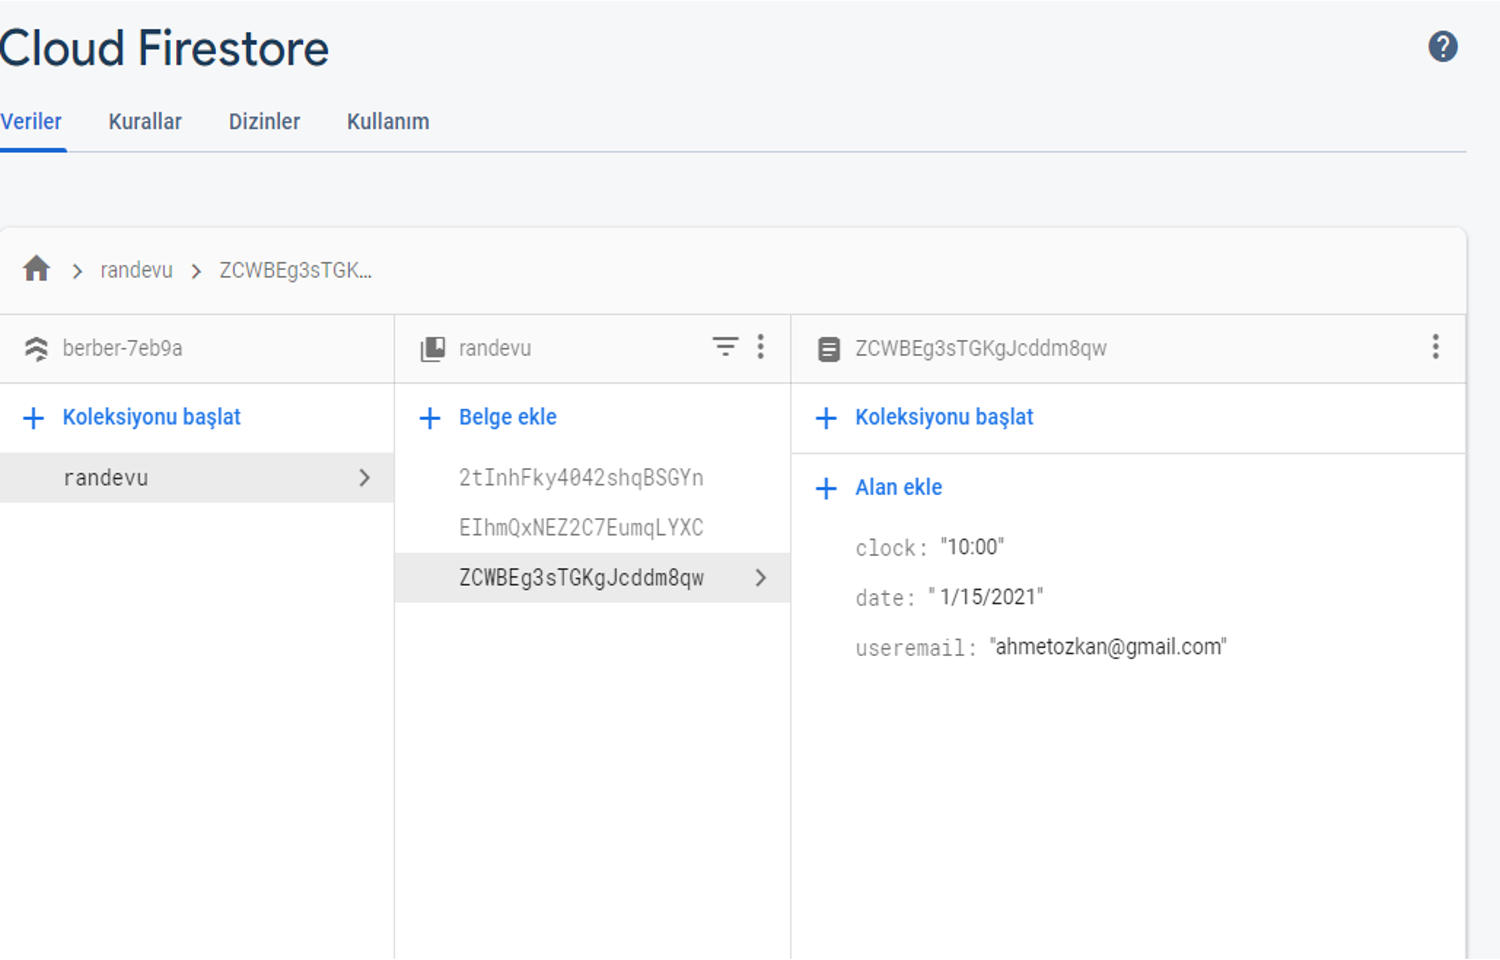 Cloud Firestore
Veriler Kurallar Dizinler Kullanım
randevu ZCWBEg3sTGK...
berber-7eb9a
Koleksiyonu başlat
randevu
randevu
Belge ekle
2tInhFky4042shqBSGYn
EIhmQxNEZ2C7EumqLYXC
ZCWBEg3sTGKgJcddm8qw
ZCWBEg3sTGKgJcddm8qw
Koleksiyonu başlat
Alan ekle
clock: "10:00"
date: " 1/15/2021"
useremail: "ahmetozkan@gmail.com"